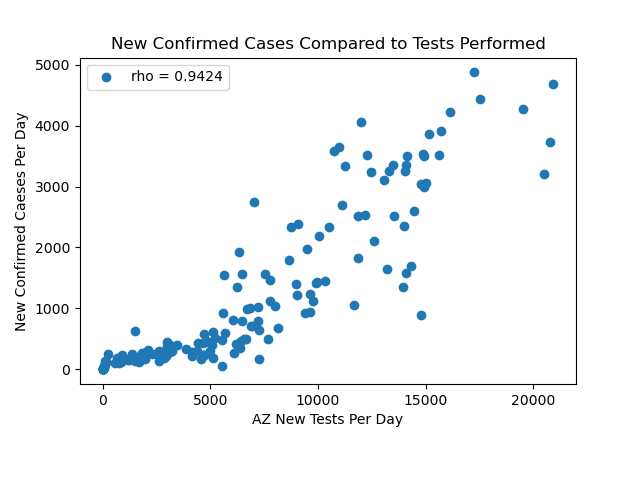 New Confirmed Cases Compared to Tests Performed
rho = 0.9424
5000
4000
3000
2000
1000
0
New Confirmed Caeses Per Day
0 5000 10000 15000 20000
AZ New Tests Per Day